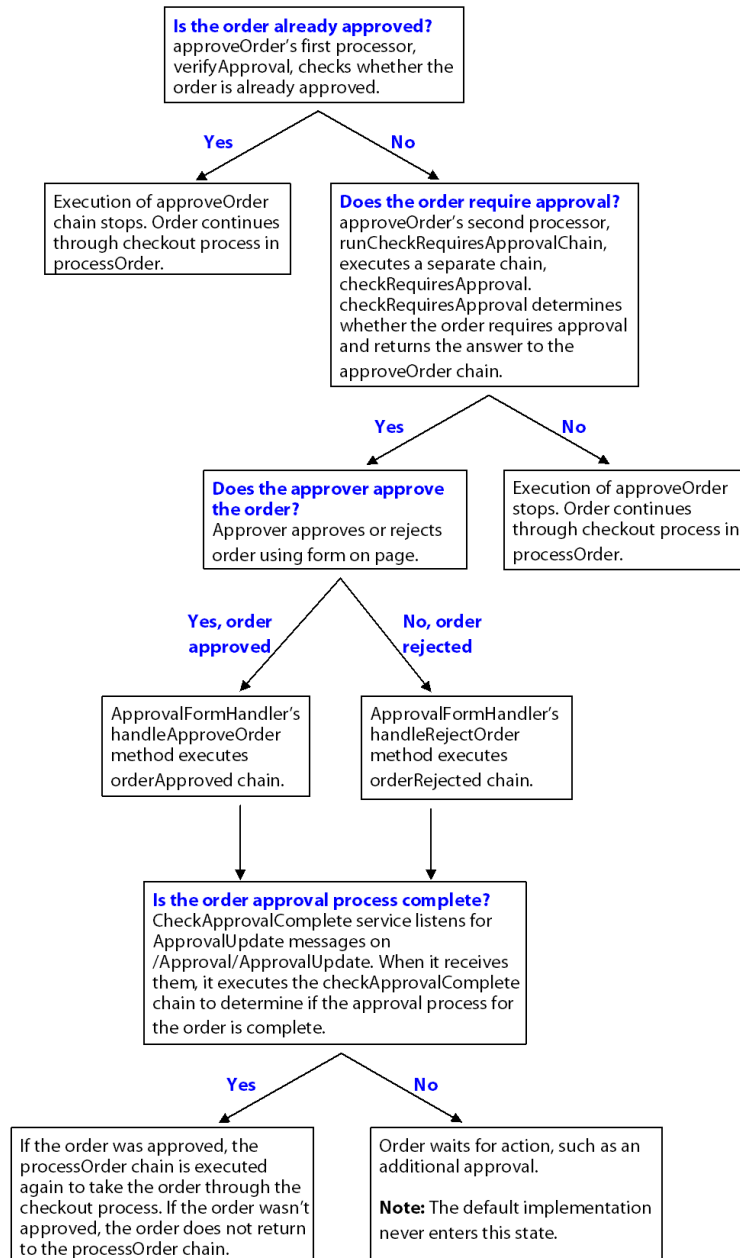 Is the order already approved?
approveOrder's first processor,
verifyApproval, checks whether the
order is already approved.
Yes
No
Execution of approveOrder
chain stops. Order continues
through checkout process in
processOrder.
Does the order require approval?
approveOrder's second processor,
runCheckRequiresApprovalChain,
executes a separate chain,
checkRequiresApproval.
checkRequiresApproval determines
whether the order requires approval
and returns the answer to the
approveOrder chain.
Yes
No
Does the approver approve
the order?
Approver approves or rejects
order using form on page.
Execution of approveOrder
stops. Order continues
through checkout process in
processOrder.
Yes, order
approved
No, order
rejected
ApprovalFormHandler's
handleApproveOrder
method executes
orderApproved chain.
ApprovalFormHandler's
handleRejectOrder
method executes
orderRejected chain.
Is the order approval process complete?
CheckApprovalComplete service listens for
ApprovalUpdate messages on
/Approval/ApprovalUpdate. When it receives
them, it executes the checkApprovalComplete
chain to determine if the approval process for
the order is complete.
Yes
No
If the order was approved, the
processOrder chain is executed
again to take the order through the
checkout process. If the order wasn't
approved, the order does not return
to the processOrder chain.
Order waits for action, such as an
additional approval.
Note: The default implementation
never enters this state.